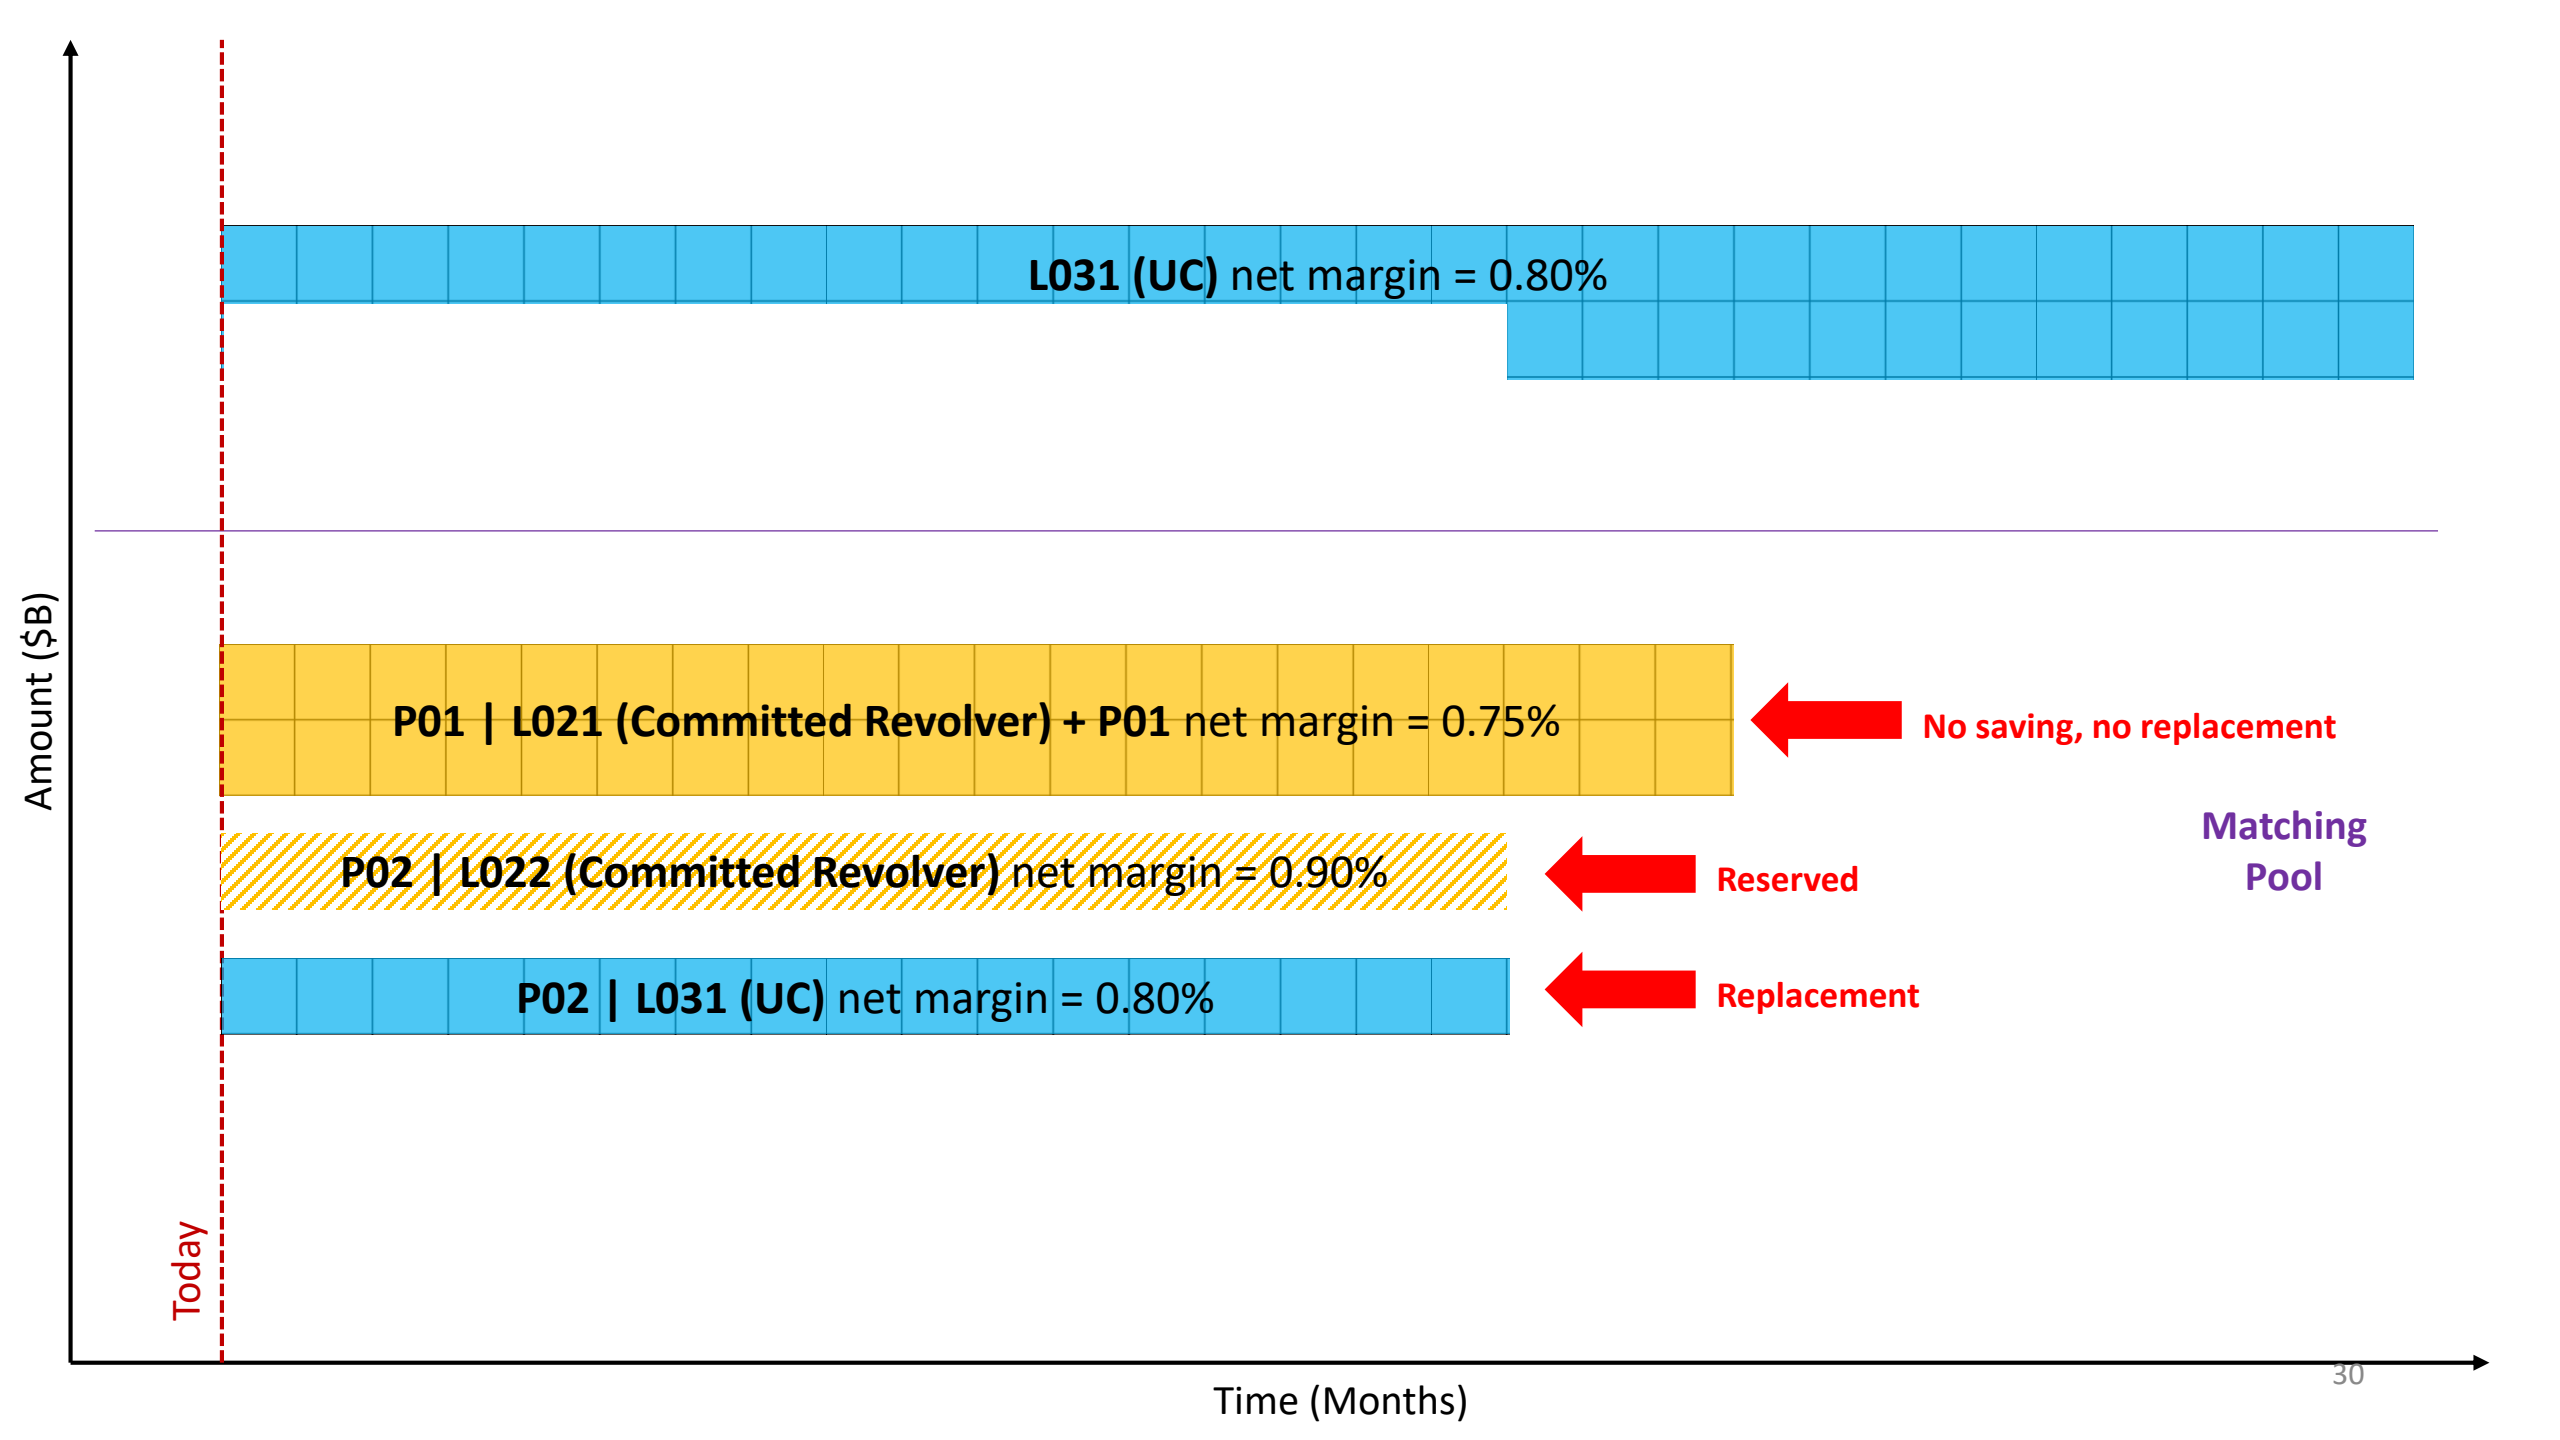 L031 (UC) net margin = 0.80%
Amount ($B)
P01 | L021 (Committed Revolver) + P01 net margin = 0.75%
No saving, no replacement
Matching
Pool
P02 | L022 (Committed Revolver) net margin = 0.90%
Reserved
P02 | L031 (UC) net margin = 0.80%
Replacement
Today
30
Time (Months)